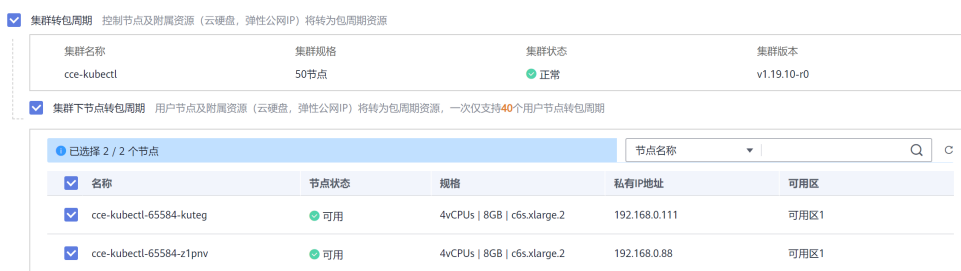 集群转包周期 控制节点及附属资源（云硬盘，弹性公网IP）将转为包周期资源
集群名称 集群规格 集群状态 集群版本
cce-kubectl 50节点 正常 v1.19.10-r0
集群下节点转包周期 用户节点及附属资源（云硬盘，弹性公网IP）将转为包周期资源，一次仅支持40个用户节点转包周期
已选择 2 / 2 个节点 节点名称
名称 节点状态 规格 私有IP地址 可用区
cce-kubectl-65584-kuteg 可用 4vCPUs | 8GB | c6s.xlarge.2 192.168.0.111 可用区1
cce-kubectl-65584-z1pnv 可用 4vCPUs | 8GB | c6s.xlarge.2 192.168.0.88 可用区1